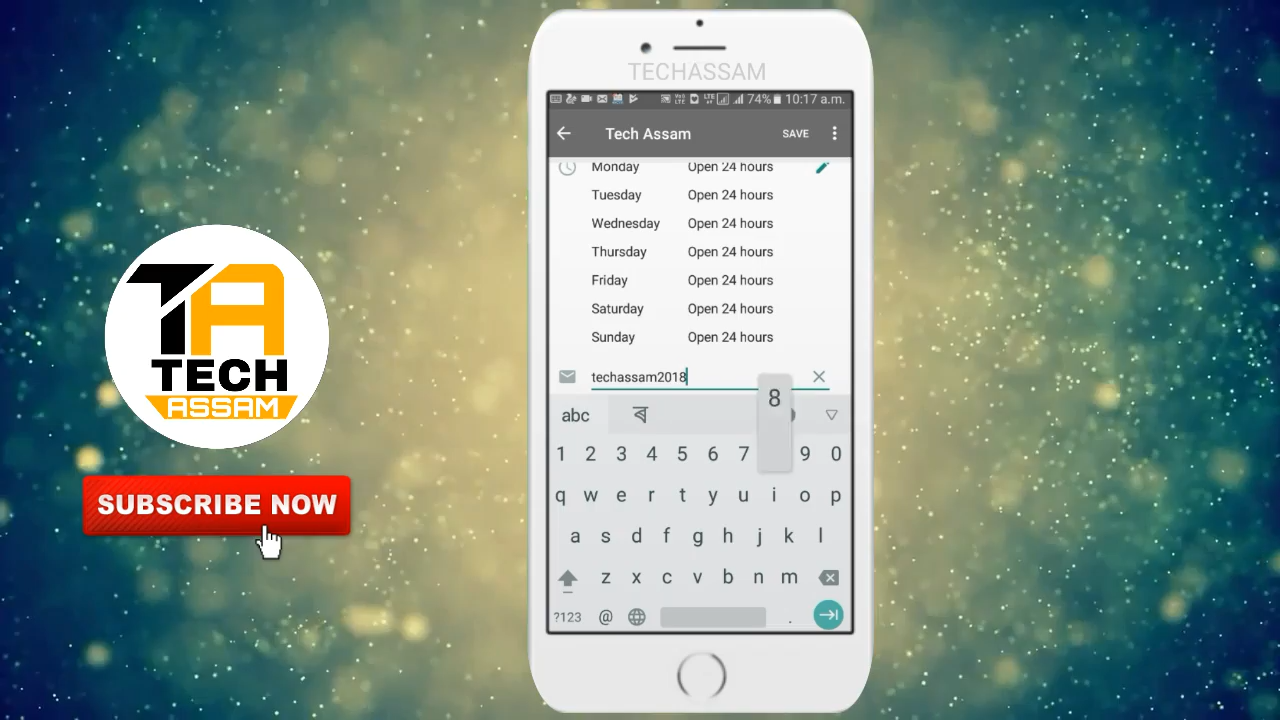 TECHASSAM
74% 10:17 a.m.
Tech Assam SAVE
Monday Open 24 hours
Tuesday Open 24 hours
Wednesday Open 24 hours
Thursday Open 24 hours
Friday Open 24 hours
Saturday Open 24 hours
Sunday Open 24 hours
techassam2018
8
abc ৰ
1 2 3 4 5 6 7 9 0
q w e r t y u i o p
a s d f g h j k l
z x c v b n m
?123 @ .
TA
TECH
ASSAM
SUBSCRIBE NOW